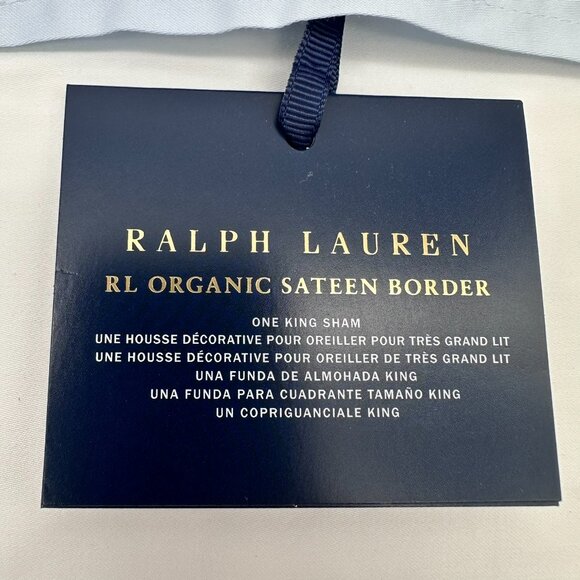 RALPH LAUREN
RL ORGANIC SATEEN BORDER
ONE KING SHAM
UNE HOUSSE DÉCORATIVE POUR OREILLER POUR TRÈS GRAND LIT
UNE HOUSSE DÉCORATIVE POUR OREILLER DE TRÈS GRAND LIT
UNA FUNDA DE ALMOHADA KING
UNA FUNDA PARA CUADRANTE TAMAÑO KING
UN COPRIGUANCIALE KING